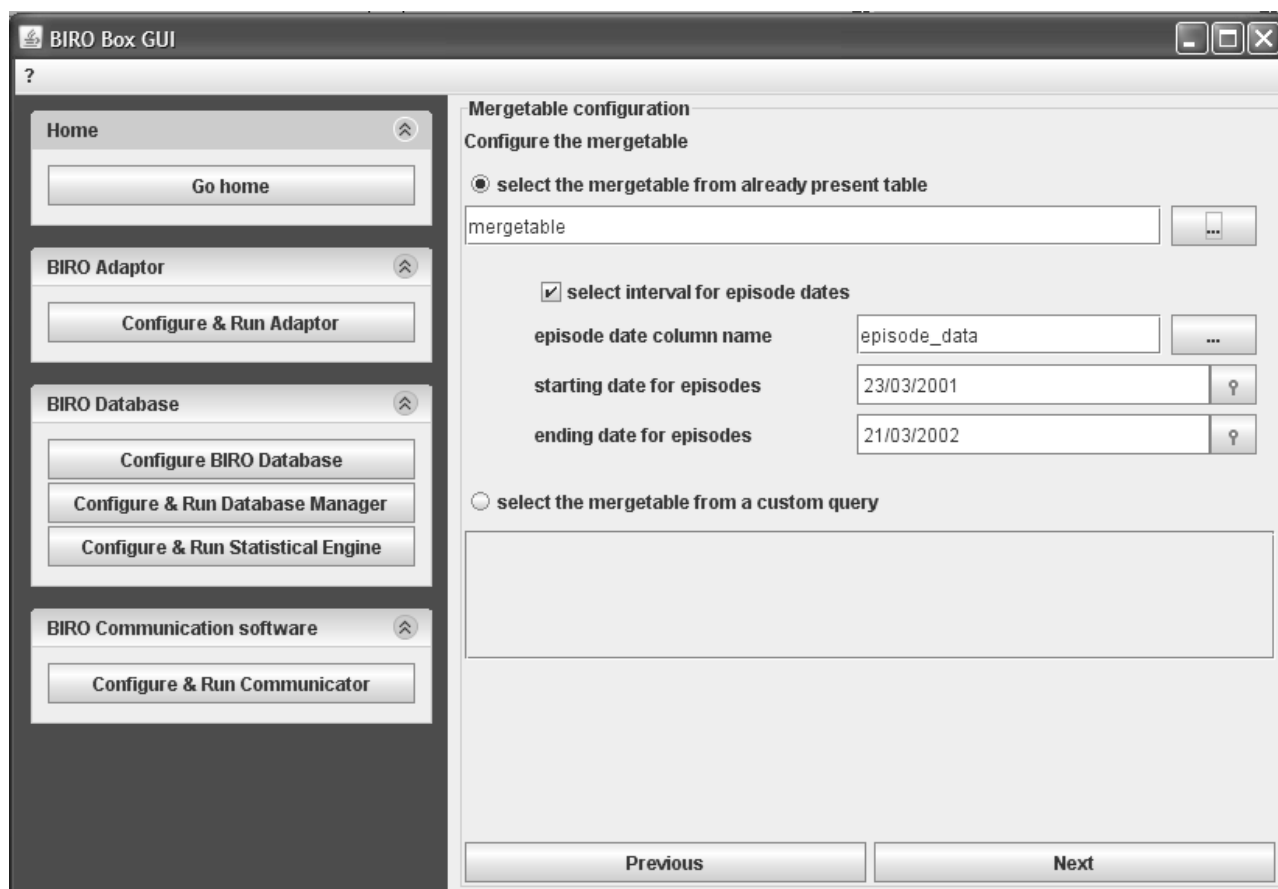 BIRO Box GUI
?
Home
Go home
BIRO Adaptor
Configure & Run Adaptor
BIRO Database
Configure BIRO Database
Configure & Run Database Manager
Configure & Run Statistical Engine
BIRO Communication software
Configure & Run Communicator
Mergetable configuration
Configure the mergetable
select the mergetable from already present table
mergetable ...
select interval for episode dates
episode date column name episode_data ...
starting date for episodes 23/03/2001
ending date for episodes 21/03/2002
select the mergetable from a custom query
Previous Next